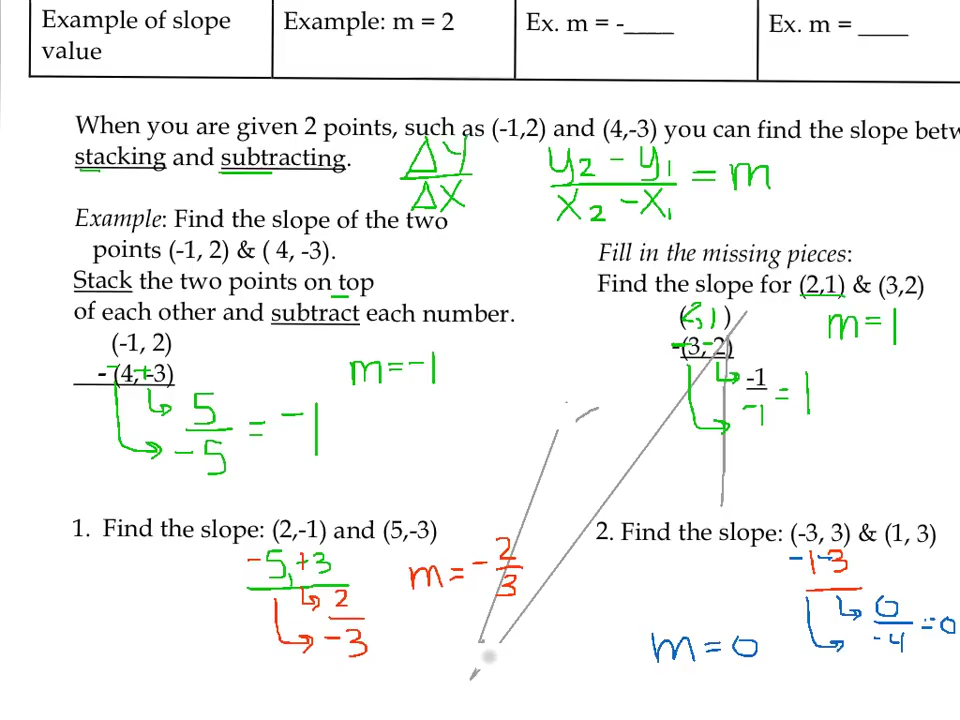 Example of slope value
Example: m = 2
Ex. m = -____
Ex. m = ____
When you are given 2 points, such as (-1,2) and (4,-3) you can find the slope betw
stacking and subtracting.
ΔY
ΔX
y₂ - y₁
x₂ - x₁
= m
Example: Find the slope of the two
points (-1, 2) & ( 4, -3).
Stack the two points on top
of each other and subtract each number.
(-1, 2)
- (4, -3)
- +
5
-5
= -1
m = -1
Fill in the missing pieces:
Find the slope for (2,1) & (3,2)
(2,1 )
-(3, 2)
-
-1
-1
= 1
m = 1
1. Find the slope: (2,-1) and (5,-3)
-5, +3
2
-3
m = - 2
3
2. Find the slope: (-3, 3) & (1, 3)
-1 -3
0
-4
= 0
m = 0